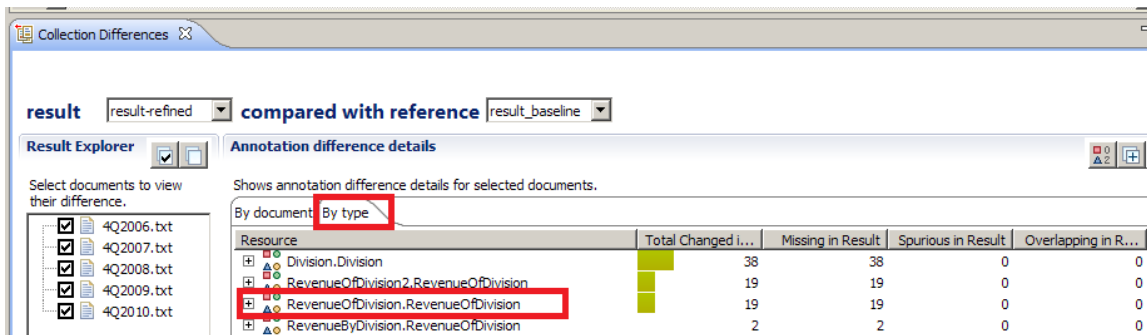 Collection Differences
result result-refined compared with reference result_baseline
Result Explorer
Select documents to view
their difference.
4Q2006.txt
4Q2007.txt
4Q2008.txt
4Q2009.txt
4Q2010.txt
Annotation difference details
Shows annotation difference details for selected documents.
By document By type
Resource Total Changed i... Missing in Result Spurious in Result Overlapping in R...
Division.Division 38 38 0 0
RevenueOfDivision2.RevenueOfDivision 19 19 0 0
RevenueOfDivision.RevenueOfDivision 19 19 0 0
RevenueByDivision.RevenueOfDivision 2 2 0 0